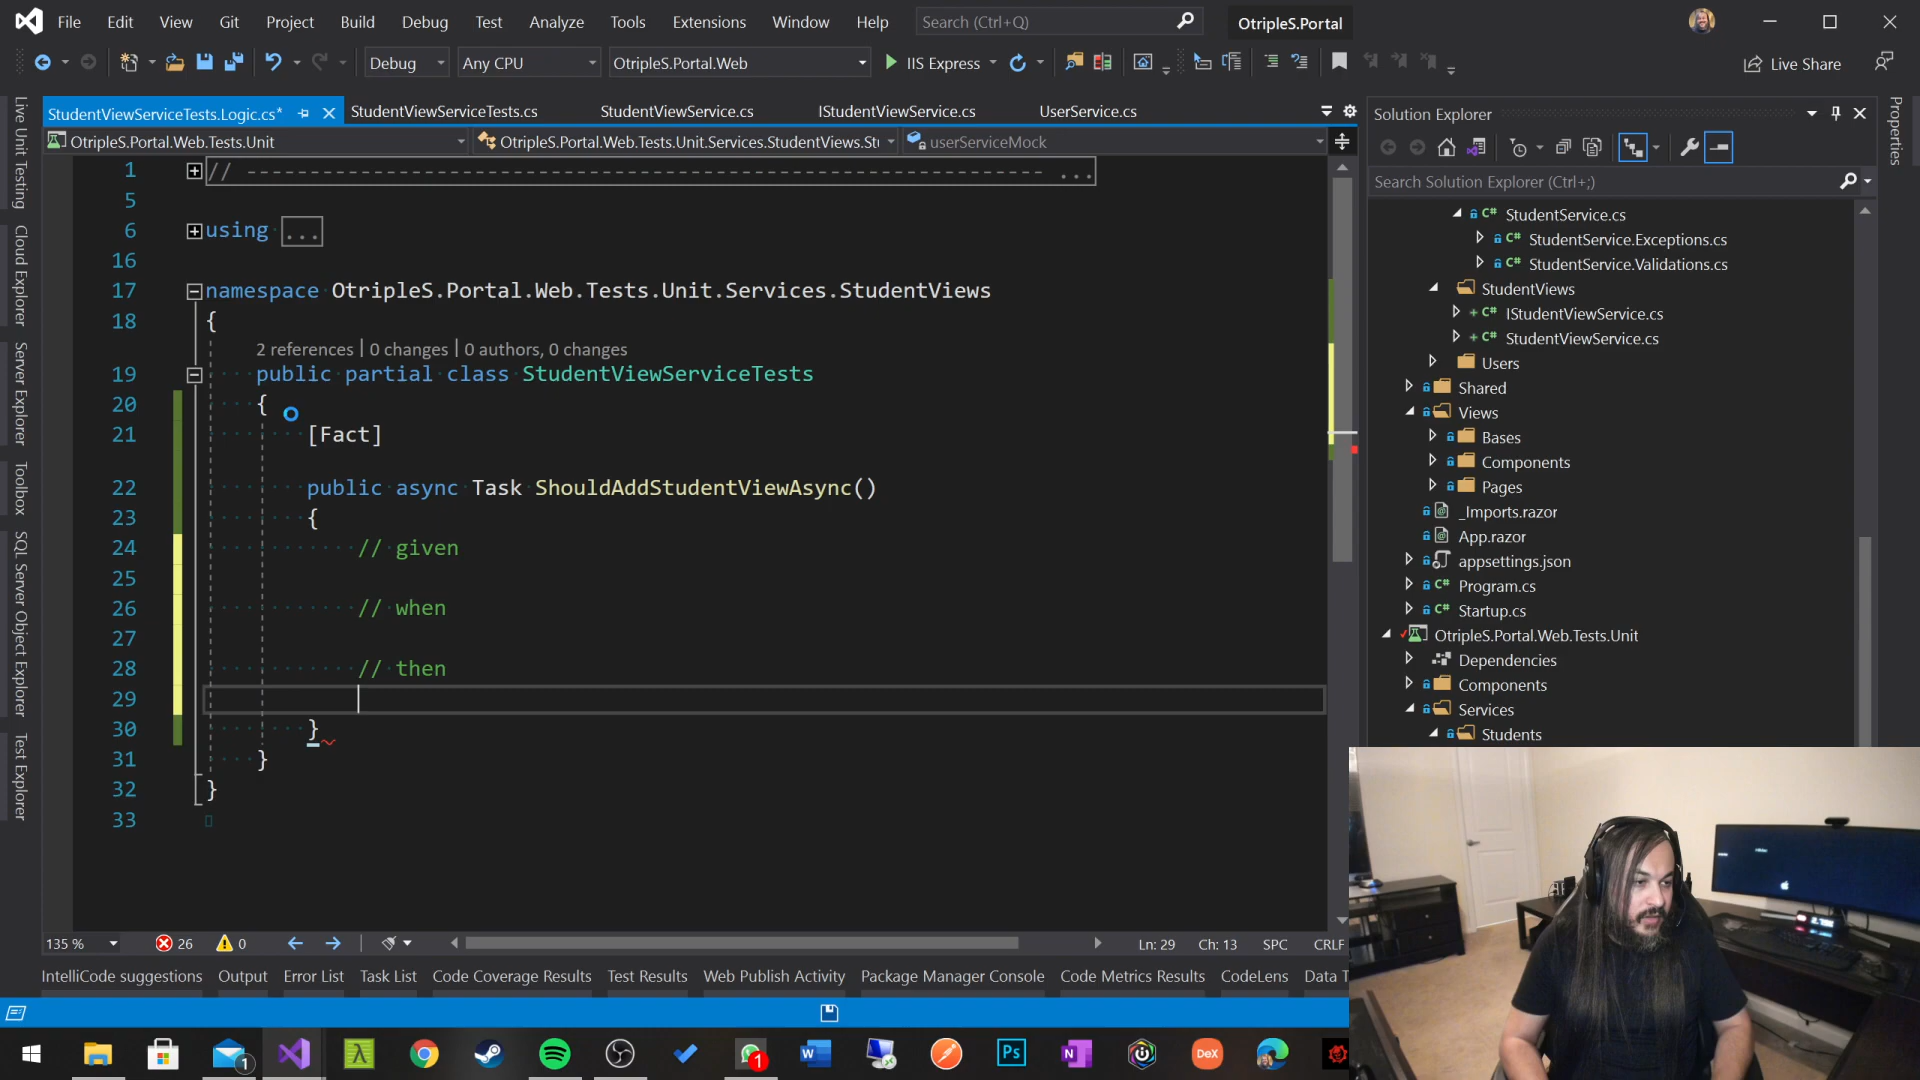 File Edit View Git Project Build Debug Test Analyze Tools Extensions Window Help Search (Ctrl+Q) OtripleS.Portal
Debug Any CPU OtripleS.Portal.Web IIS Express Live Share
StudentViewServiceTests.Logic.cs* StudentViewServiceTests.cs StudentViewService.cs IStudentViewService.cs UserService.cs
OtripleS.Portal.Web.Tests.Unit OtripleS.Portal.Web.Tests.Unit.Services.StudentViews.St userServiceMock
1 // ---------------------------------------------------------------- ...
5
6 using ...
16
17 namespace OtripleS.Portal.Web.Tests.Unit.Services.StudentViews
18 {
2 references | 0 changes | 0 authors, 0 changes
19 public partial class StudentViewServiceTests
20 {
21 [Fact]
22 public async Task ShouldAddStudentViewAsync()
23 {
24 // given
25
26 // when
27
28 // then
29
30 }
31 }
32 }
33
135 % 26 0 Ln: 29 Ch: 13 SPC CRLF
IntelliCode suggestions Output Error List Task List Code Coverage Results Test Results Web Publish Activity Package Manager Console Code Metrics Results CodeLens Data T
Live Unit Testing
Cloud Explorer
Server Explorer
Toolbox
SQL Server Object Explorer
Test Explorer
Solution Explorer
Search Solution Explorer (Ctrl+;)
C# StudentService.cs
C# StudentService.Exceptions.cs
C# StudentService.Validations.cs
StudentViews
C# IStudentViewService.cs
C# StudentViewService.cs
Users
Shared
Views
Bases
Components
Pages
_Imports.razor
App.razor
appsettings.json
C# Program.cs
C# Startup.cs
OtripleS.Portal.Web.Tests.Unit
Dependencies
Components
Services
Students
Properties
1 1 Ps DeX